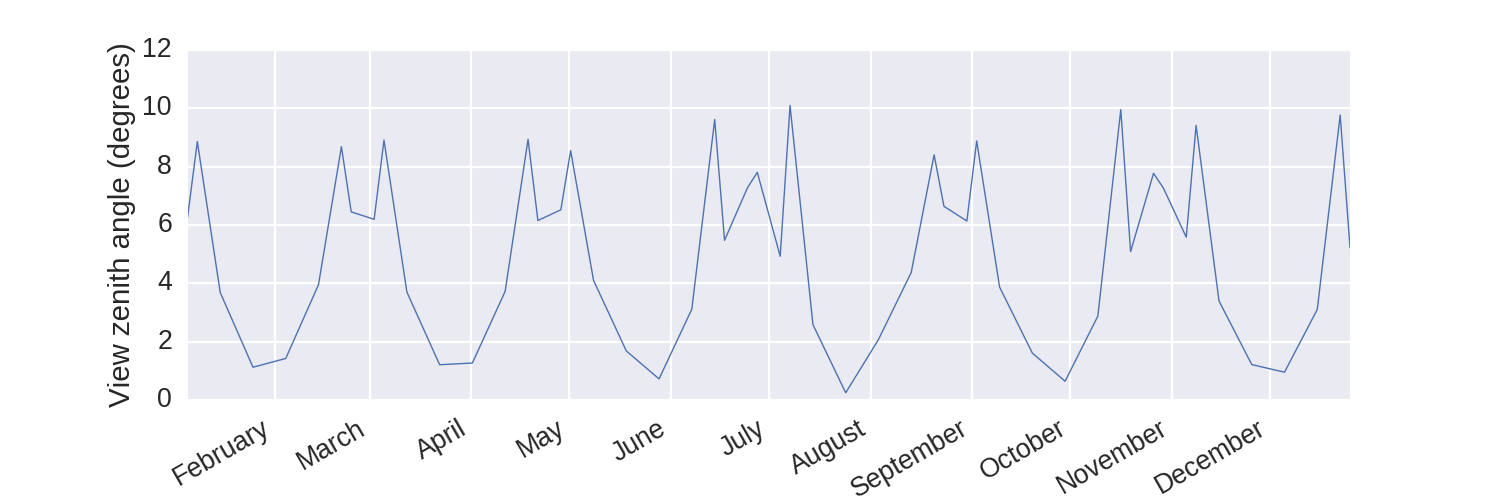 View zenith angle (degrees)
12
10
8
6
4
2
0
February
March
April
May
June
July
August
September
October
November
December